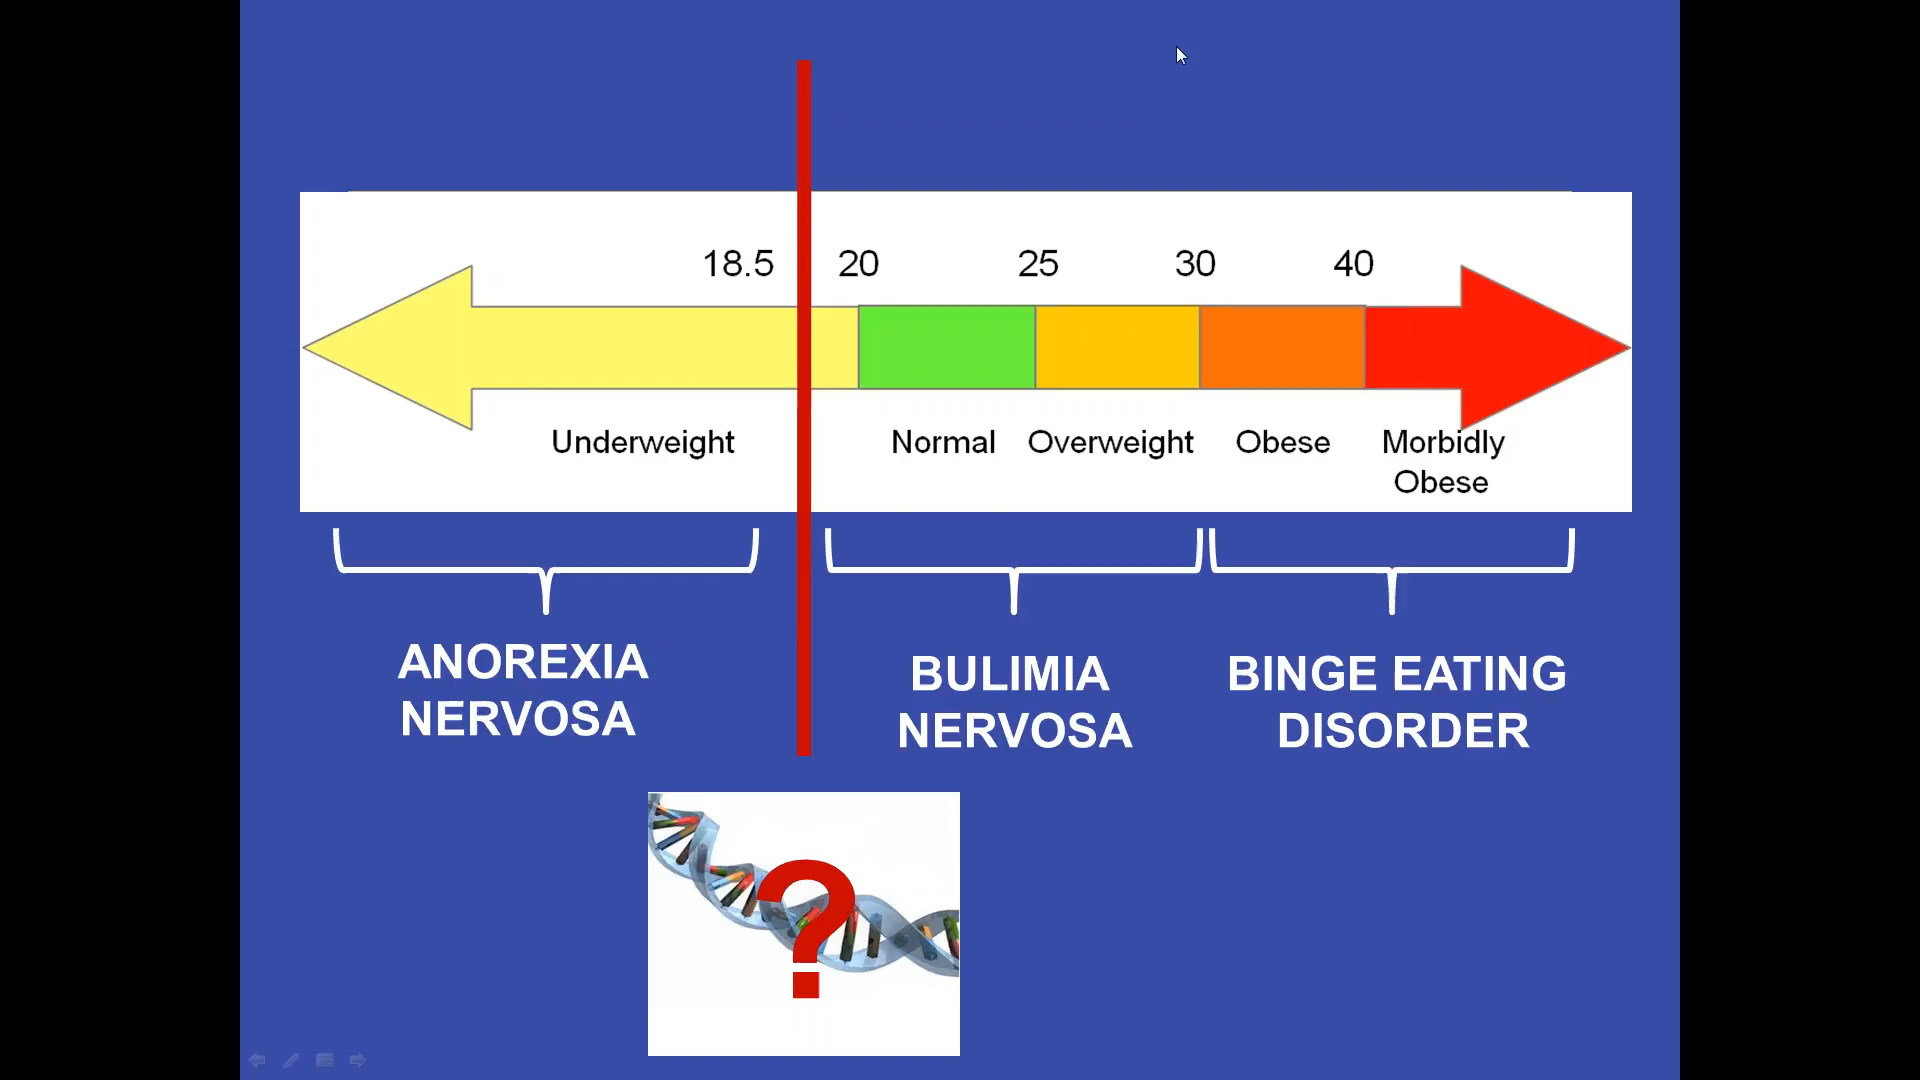 18.5 20 25 30 40
Underweight Normal Overweight Obese Morbidly
Obese
ANOREXIA
NERVOSA
BULIMIA
NERVOSA
BINGE EATING
DISORDER
?